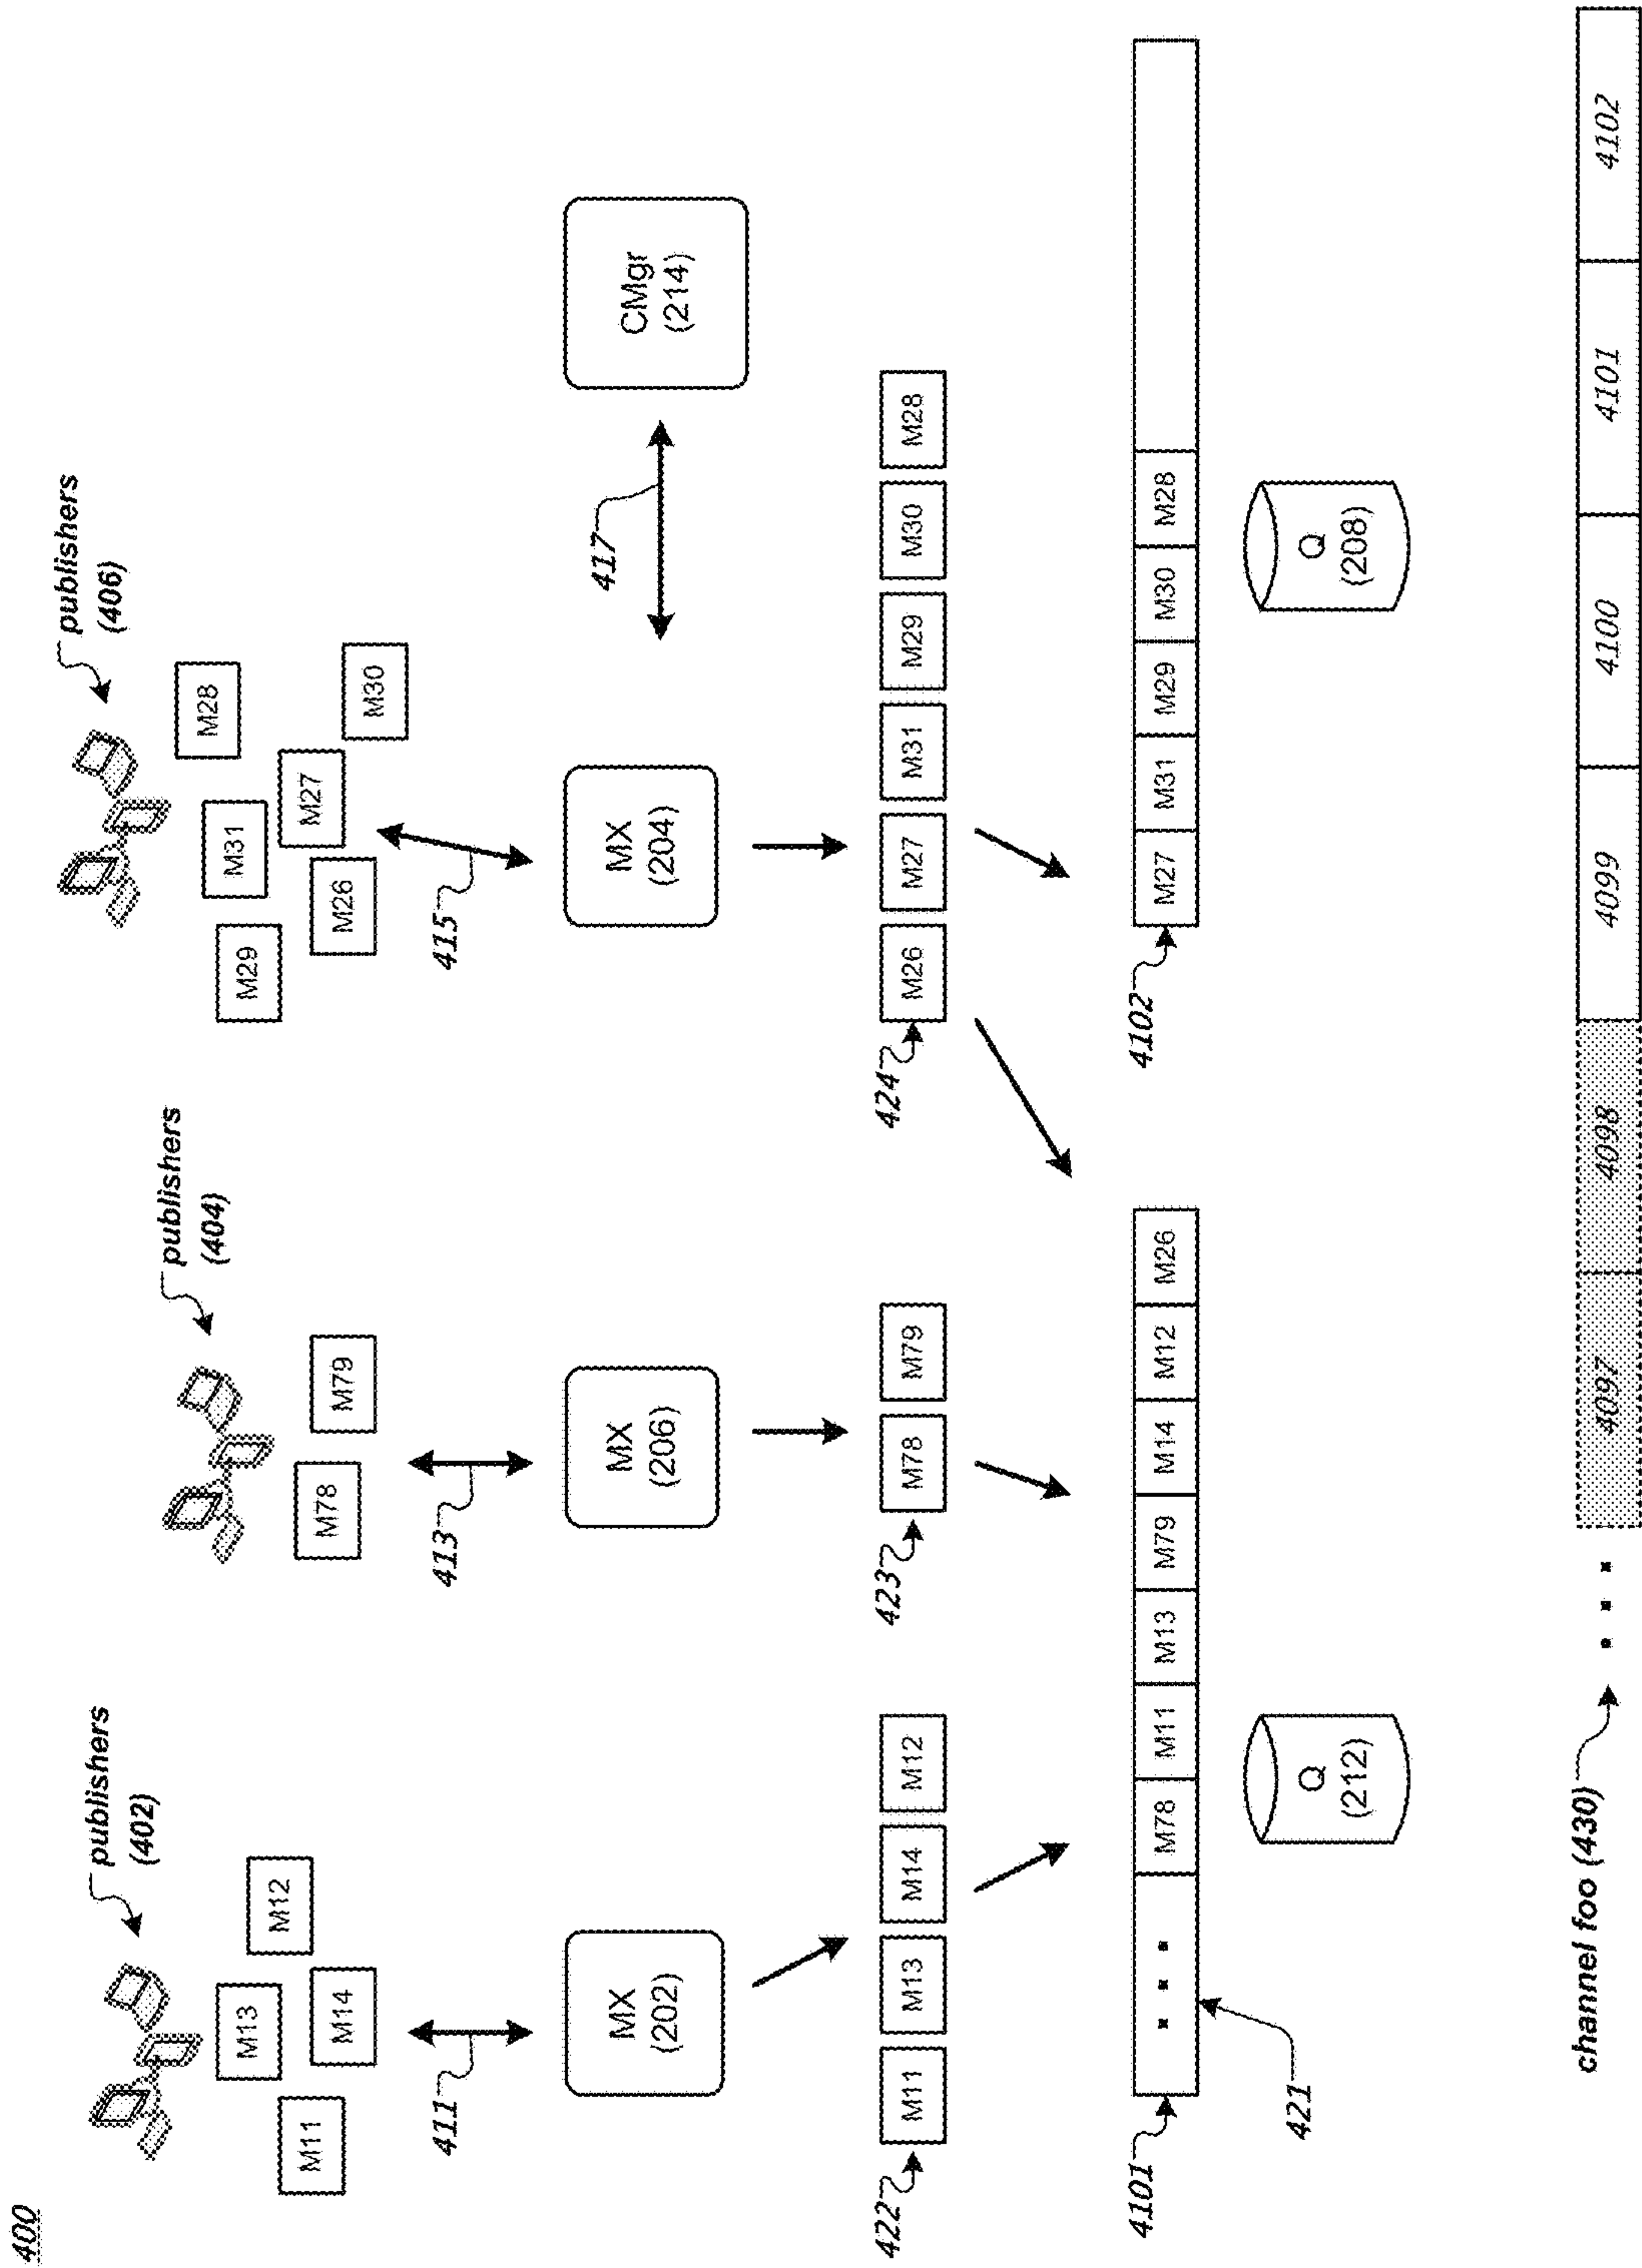 400
publishers
(402)
publishers
(404)
publishers
(406)
M11
M13
M12
M14
M78
M79
M29
M31
M28
M26
M27
M30
411
413
415
417
MX
(202)
MX
(206)
MX
(204)
CMgr
(214)
422
M11
M13
M14
M12
423
M78
M79
424
M26
M27
M31
M29
M30
M28
4101
M78
M11
M13
M79
M14
M12
M26
4102
M27
M31
M29
M30
M28
421
Q
(212)
Q
(208)
channel foo (430)
4097
4098
4099
4100
4101
4102